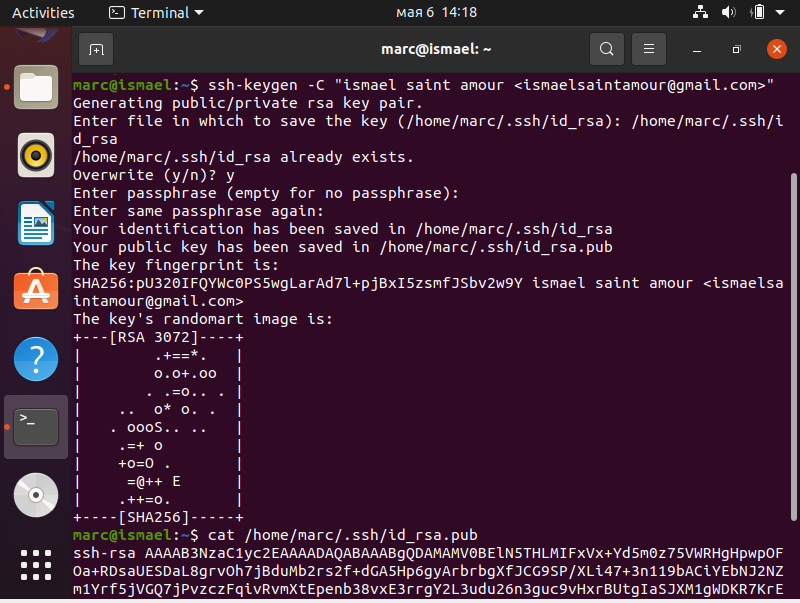 Activities Terminal мая 6 14:18
marc@ismael: ~
marc@ismael:~$ ssh-keygen -C "ismael saint amour <ismaelsaintamour@gmail.com>"
Generating public/private rsa key pair.
Enter file in which to save the key (/home/marc/.ssh/id_rsa): /home/marc/.ssh/i
d_rsa
/home/marc/.ssh/id_rsa already exists.
Overwrite (y/n)? y
Enter passphrase (empty for no passphrase):
Enter same passphrase again:
Your identification has been saved in /home/marc/.ssh/id_rsa
Your public key has been saved in /home/marc/.ssh/id_rsa.pub
The key fingerprint is:
SHA256:pU320IFQYWc0PS5wgLarAd7l+pjBxI5zsmfJSbv2w9Y ismael saint amour <ismaelsa
intamour@gmail.com>
The key's randomart image is:
+---[RSA 3072]----+
|         .+==*.   |
|         o.o+.oo  |
|        . .=o.. . |
|     ..  o* o. .  |
|    . oooS.. ..   |
|     .=+ o        |
|     +o=O .       |
|      =@++ E      |
|     .++=o.       |
+----[SHA256]-----+
marc@ismael:~$ cat /home/marc/.ssh/id_rsa.pub
ssh-rsa AAAAB3NzaC1yc2EAAAADAQABAAABgQDAMAMV0BElN5THLMIFxVx+Yd5m0z75VWRHgHpwpOF
Oa+RDsaUESDaL8grvOh7jBduMb2rs2f+dGA5Hp6gyArbrbgXfJCG9SP/XLi47+3n119bACiYEbNJ2NZ
m1Yrf5jVGQ7jPvzczFqivRvmXtEpenb38vxE3rrgY2L3udu26n3guc9vHxrBUtgIaSJXM1gWDKR7KrE